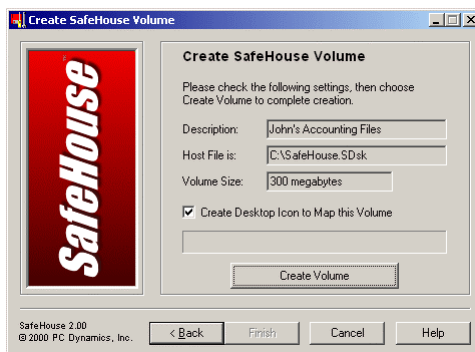 Create SafeHouse Volume
SafeHouse
Create SafeHouse Volume
Please check the following settings, then choose
Create Volume to complete creation.
Description: John's Accounting Files
Host File is: C:\SafeHouse.SDsk
Volume Size: 300 megabytes
Create Desktop Icon to Map this Volume
Create Volume
SafeHouse 2.00
© 2000 PC Dynamics, Inc.
< Back Finish Cancel Help